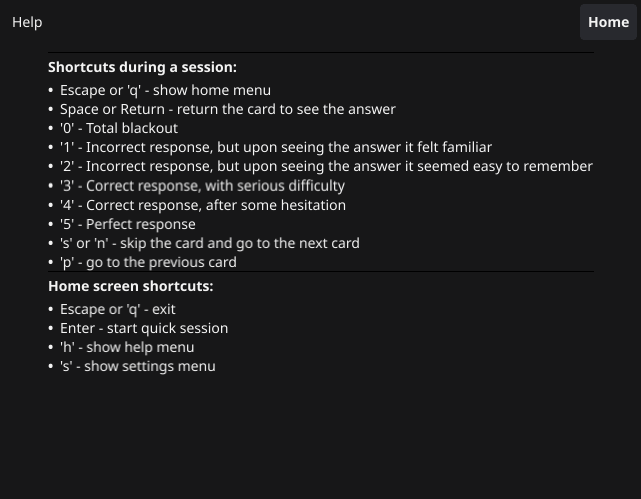 Help
Home
Shortcuts during a session:
• Escape or 'q' - show home menu
• Space or Return - return the card to see the answer
• '0' - Total blackout
• '1' - Incorrect response, but upon seeing the answer it felt familiar
• '2' - Incorrect response, but upon seeing the answer it seemed easy to remember
• '3' - Correct response, with serious difficulty
• '4' - Correct response, after some hesitation
• '5' - Perfect response
• 's' or 'n' - skip the card and go to the next card
• 'p' - go to the previous card
Home screen shortcuts:
• Escape or 'q' - exit
• Enter - start quick session
• 'h' - show help menu
• 's' - show settings menu